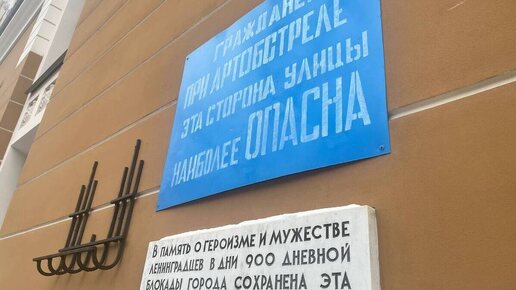 ГРАЖДАНЕ
ПРИ АРТОБСТРЕЛЕ
ЭТА СТОРОНА УЛИЦЫ
НАИБОЛЕЕ ОПАСНА
В ПАМЯТЬ О ГЕРОИЗМЕ И МУЖЕСТВЕ
ЛЕНИНГРАДЦЕВ В ДНИ 900 ДНЕВНОЙ
БЛОКАДЫ ГОРОДА СОХРАНЕНА ЭТА